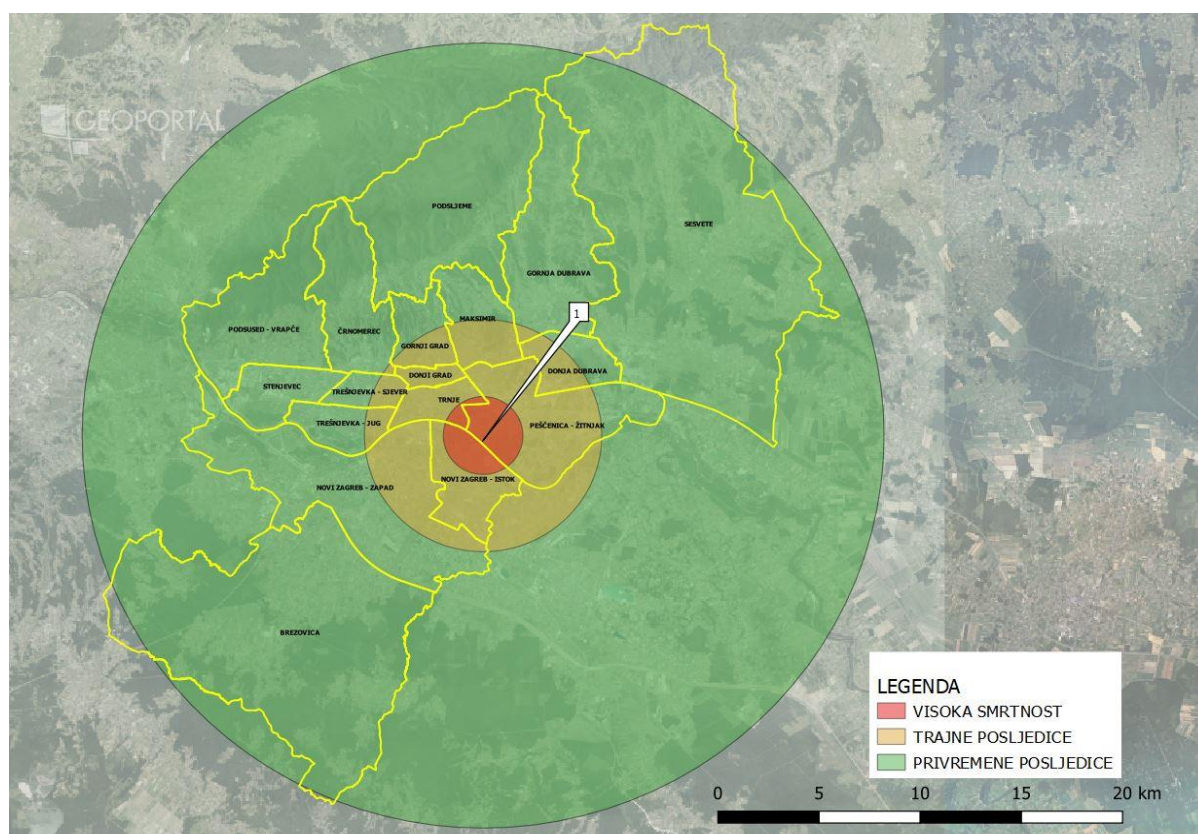 GEOPORTAL
PODSLJEME
SESVETE
GORNJA DUBRAVA
1
MAKSIMIR
PODSUSED - VRAPČE
ČRNOMEREC
GORNJI GRAD
DONJI GRAD
DONJA DUBRAVA
STENJEVEC
TREŠNJEVKA - SJEVER
TRNJE
TREŠNJEVKA - JUG
PEŠĆENICA - ŽITNJAK
NOVI ZAGREB - ISTOK
NOVI ZAGREB - ZAPAD
BREZOVICA
LEGENDA
VISOKA SMRTNOST
TRAJNE POSLJEDICE
PRIVREMENE POSLJEDICE
0 5 10 15 20 km